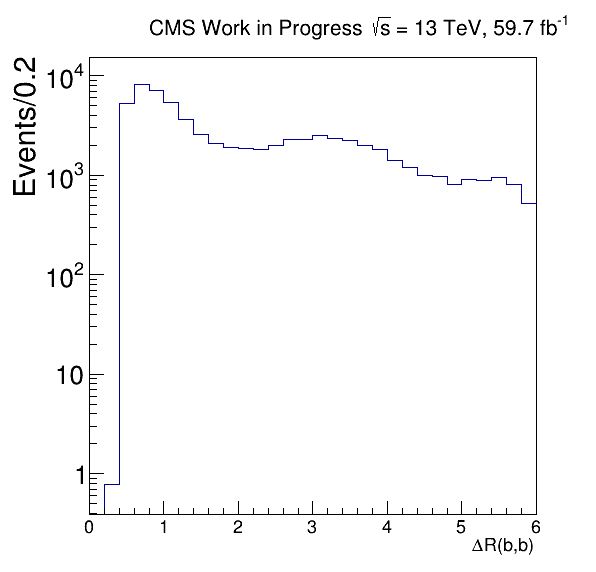 CMS Work in Progress √s = 13 TeV, 59.7 fb⁻¹
Events/0.2
10⁴
10³
10²
10
1
0 1 2 3 4 5 6
ΔR(b,b)